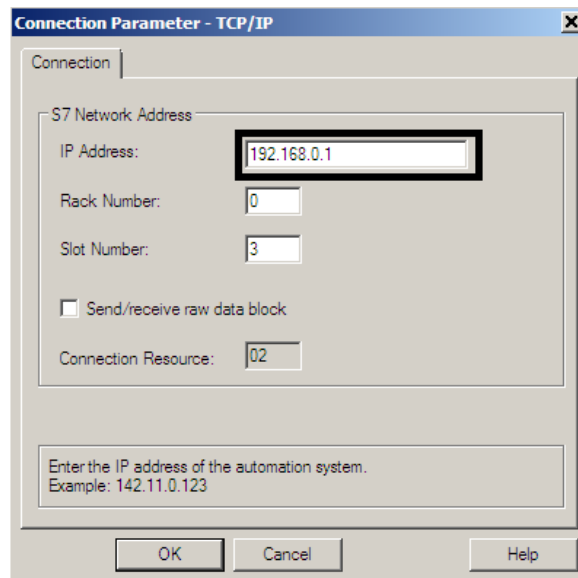 Connection Parameter - TCP/IP
Connection
S7 Network Address
IP Address: 192.168.0.1
Rack Number: 0
Slot Number: 3
Send/receive raw data block
Connection Resource: 02
Enter the IP address of the automation system.
Example: 142.11.0.123
OK Cancel Help